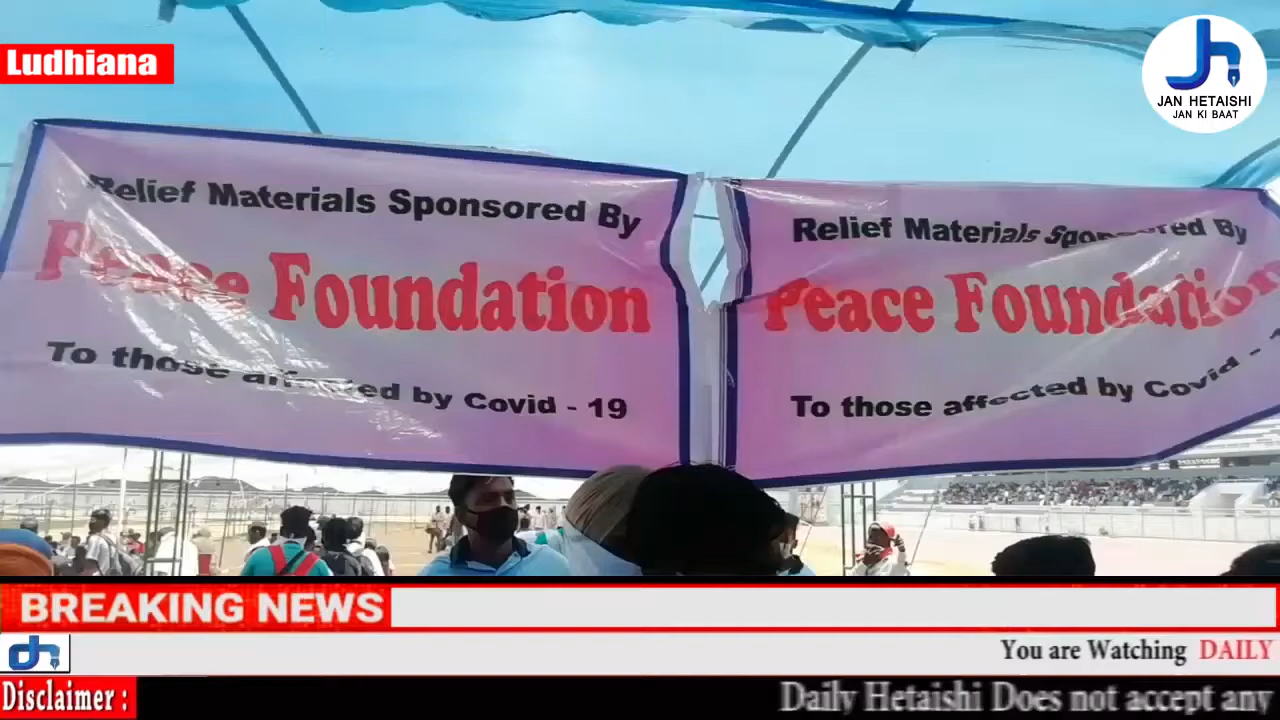 Ludhiana
JAN HETAISHI
JAN KI BAAT
Relief Materials Sponsored By
Peace Foundation
To those affected by Covid - 19
Relief Materials Sponsored By
Peace Foundation
To those affected by Covid -
BREAKING NEWS
You are Watching DAILY
Disclaimer :
Daily Hetaishi Does not accept any